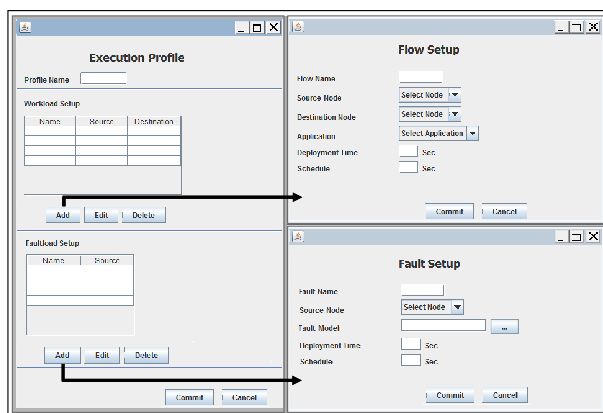 Execution Profile
Profile Name
Workload Setup
Name Source Destination
Add Edit Delete
Faultload Setup
Name Source
Add Edit Delete
Commit Cancel
Flow Setup
Flow Name
Source Node Select Node
Destination Node Select Node
Application Select Application
Deployment Time Sec
Schedule Sec
Commit Cancel
Fault Setup
Fault Name
Source Node Select Node
Fault Model ...
Deployment Time Sec
Schedule Sec
Commit Cancel